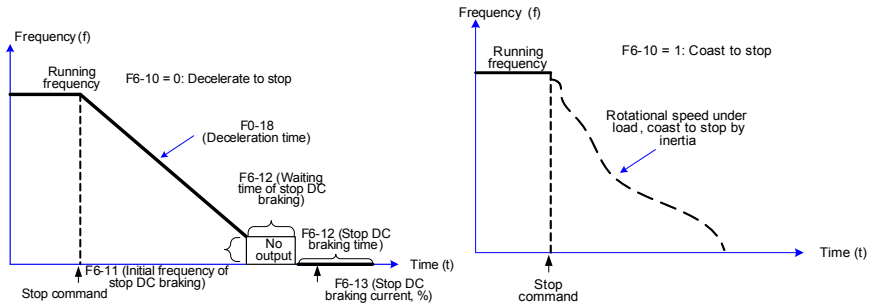 Frequency (f)
Running
frequency
F6-10 = 0: Decelerate to stop
F0-18
(Deceleration time)
F6-12 (Waiting
time of stop DC
braking)
No
output
F6-12 (Stop DC
braking time)
Time (t)
F6-11 (Initial frequency of
stop DC braking)
F6-13 (Stop DC
braking current, %)
Stop command
Frequency (f)
Running
frequency
F6-10 = 1: Coast to stop
Rotational speed under
load, coast to stop by
inertia
Time (t)
Stop
command